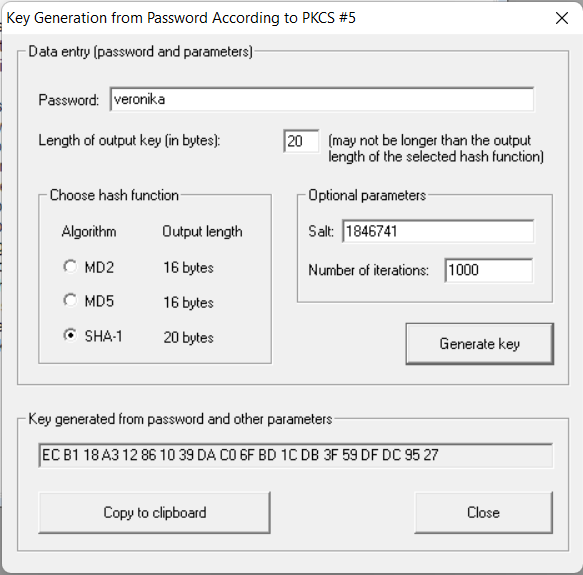 Key Generation from Password According to PKCS #5
Data entry (password and parameters)
Password: veronika
Length of output key (in bytes): 20 (may not be longer than the output
length of the selected hash function)
Choose hash function
Algorithm Output length
MD2 16 bytes
MD5 16 bytes
SHA-1 20 bytes
Optional parameters
Salt: 1846741
Number of iterations: 1000
Generate key
Key generated from password and other parameters
EC B1 18 A3 12 86 10 39 DA C0 6F BD 1C DB 3F 59 DF DC 95 27
Copy to clipboard
Close